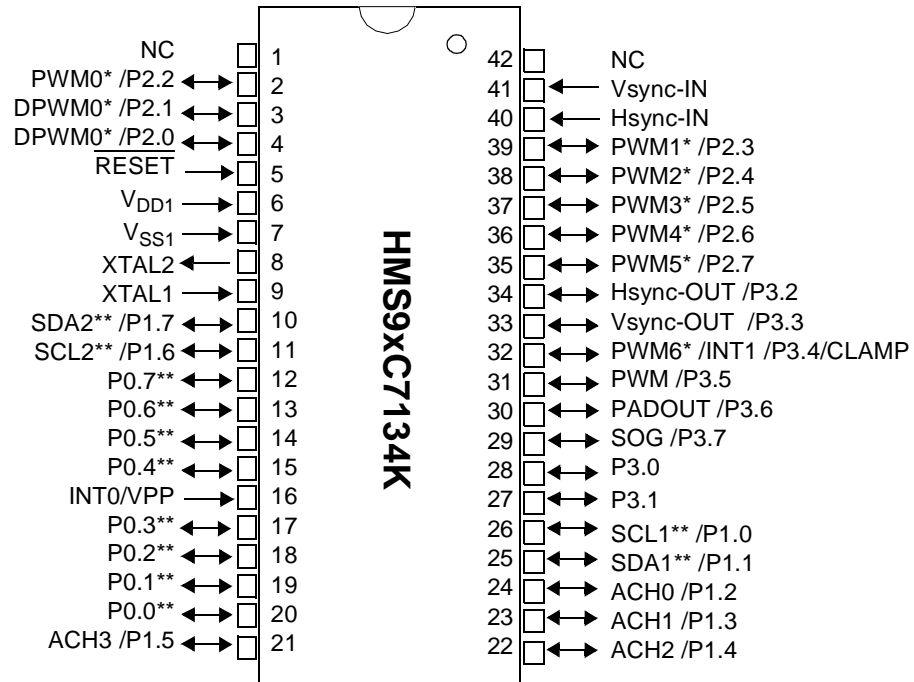 NC 1
PWM0* /P2.2 2
DPWM0* /P2.1 3
DPWM0* /P2.0 4
RESET 5
VDD1 6
VSS1 7
XTAL2 8
XTAL1 9
SDA2** /P1.7 10
SCL2** /P1.6 11
P0.7** 12
P0.6** 13
P0.5** 14
P0.4** 15
INT0/VPP 16
P0.3** 17
P0.2** 18
P0.1** 19
P0.0** 20
ACH3 /P1.5 21
HMS9xC7134K
42 NC
41 Vsync-IN
40 Hsync-IN
39 PWM1* /P2.3
38 PWM2* /P2.4
37 PWM3* /P2.5
36 PWM4* /P2.6
35 PWM5* /P2.7
34 Hsync-OUT /P3.2
33 Vsync-OUT /P3.3
32 PWM6* /INT1 /P3.4/CLAMP
31 PWM /P3.5
30 PADOUT /P3.6
29 SOG /P3.7
28 P3.0
27 P3.1
26 SCL1** /P1.0
25 SDA1** /P1.1
24 ACH0 /P1.2
23 ACH1 /P1.3
22 ACH2 /P1.4